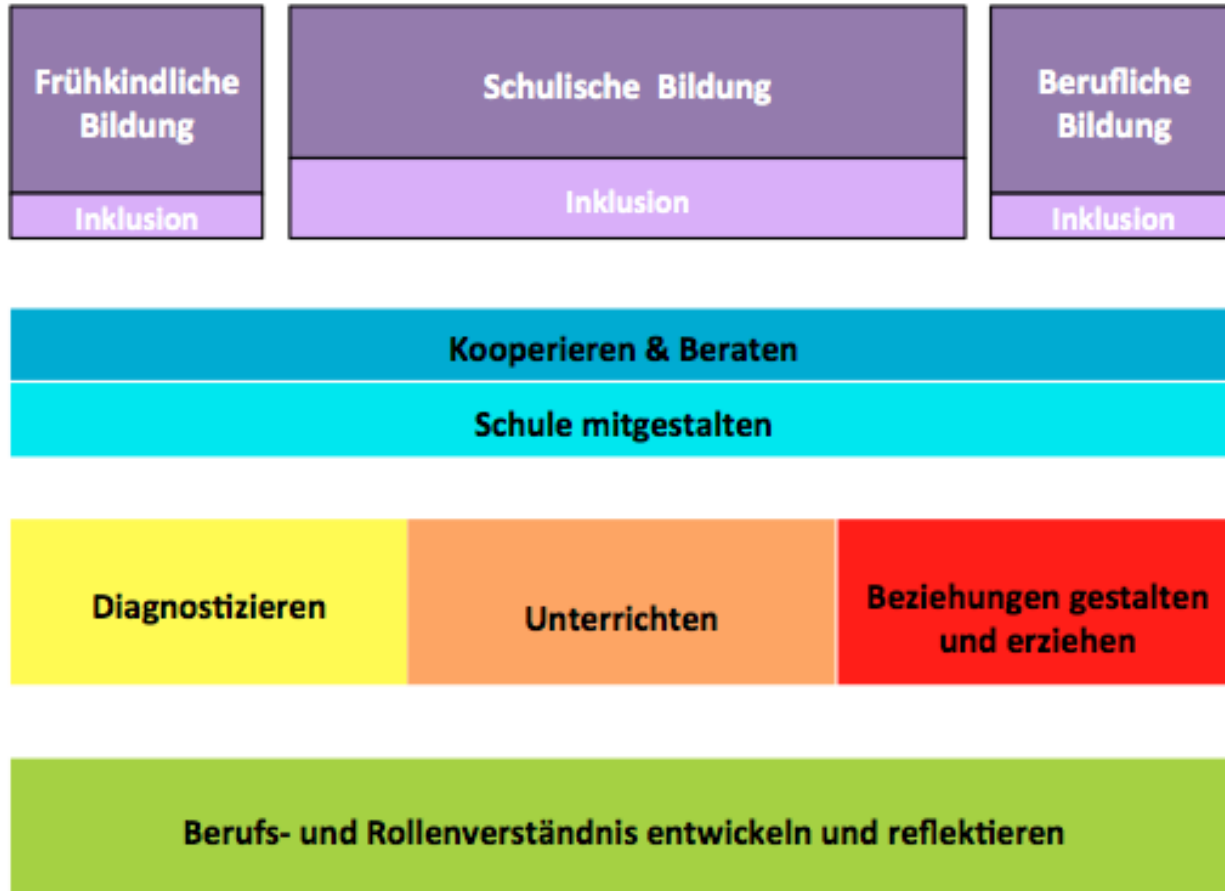 Frühkindliche
Bildung
Inklusion
Schulische Bildung
Inklusion
Berufliche
Bildung
Inklusion
Kooperieren & Beraten
Schule mitgestalten
Diagnostizieren
Unterrichten
Beziehungen gestalten
und erziehen
Berufs- und Rollenverständnis entwickeln und reflektieren